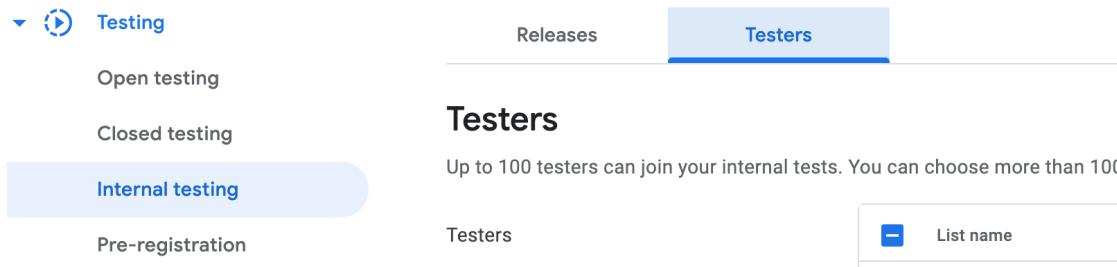 Testing
Open testing
Closed testing
Internal testing
Pre-registration
Releases
Testers
Testers
Up to 100 testers can join your internal tests. You can choose more than 100
Testers
List name